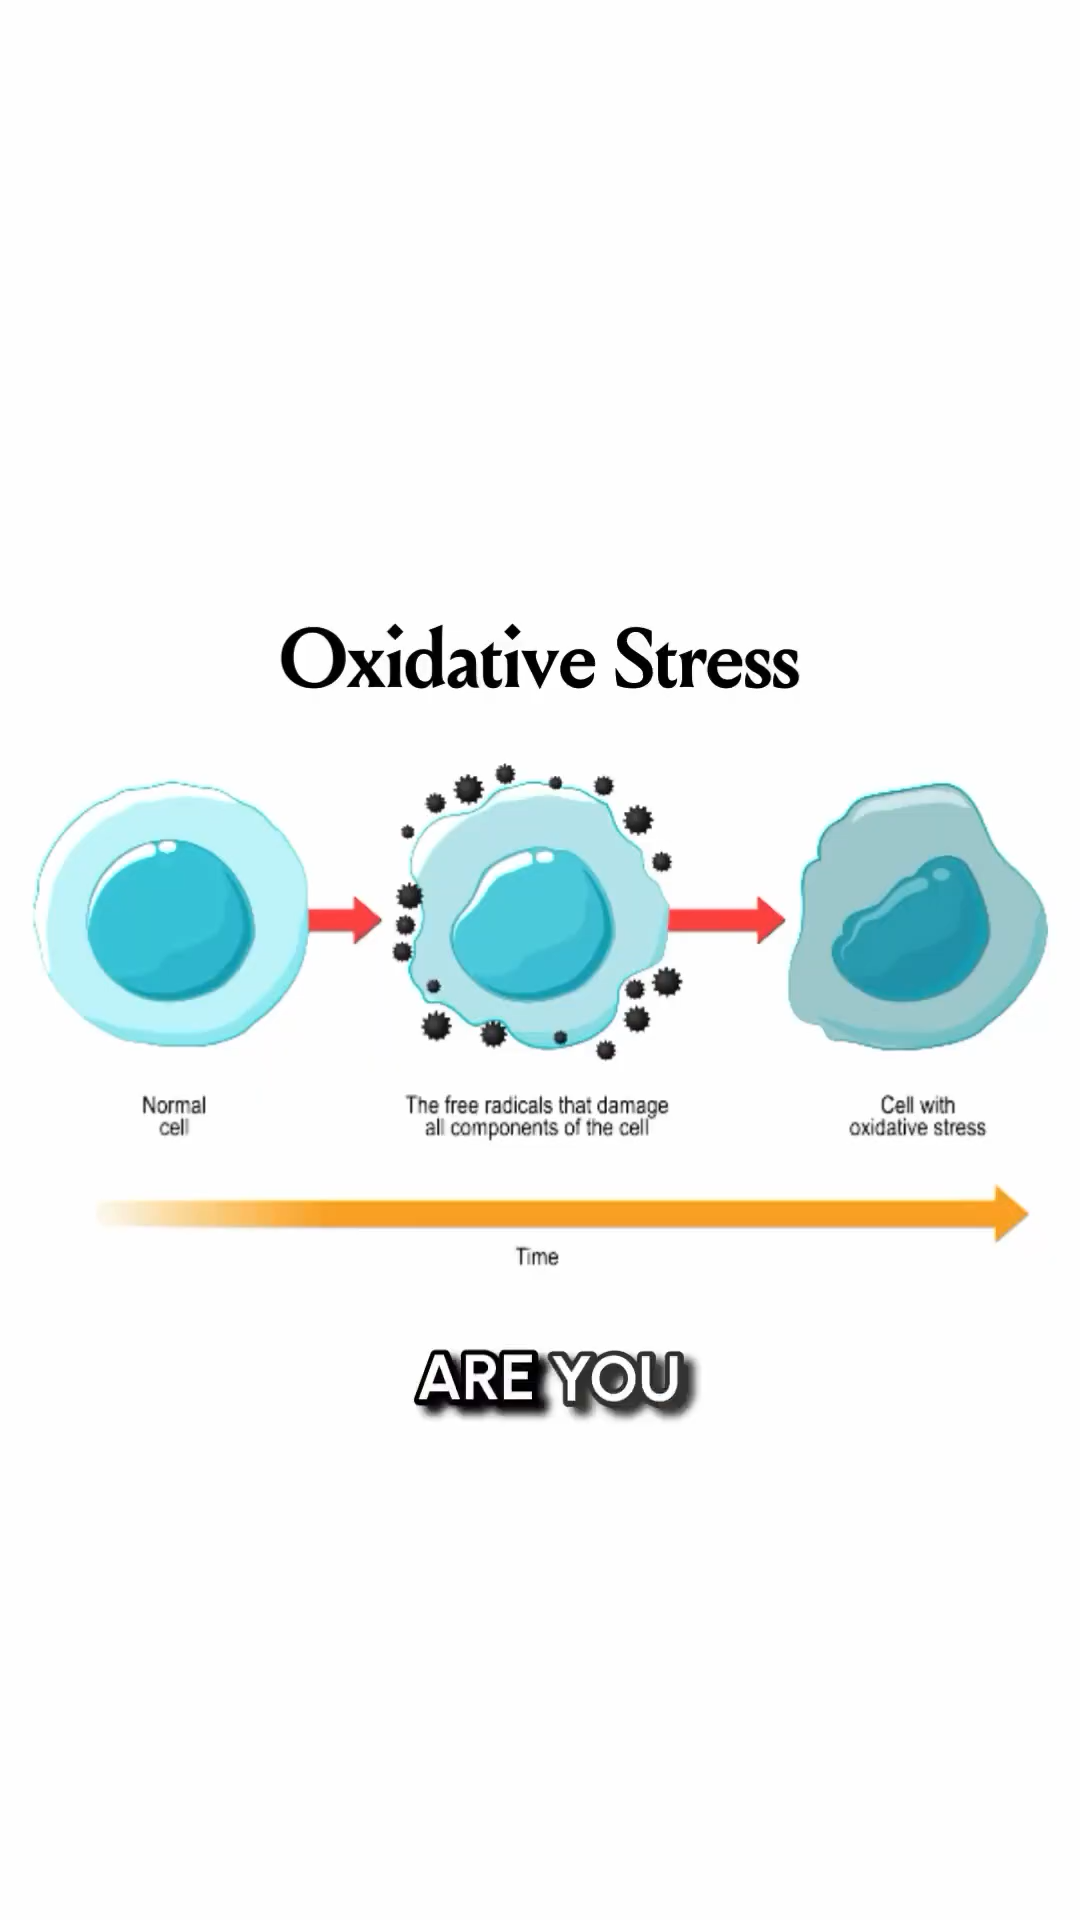 Oxidative Stress
Normal
cell
The free radicals that damage
all components of the cell
Cell with
oxidative stress
Time
ARE YOU